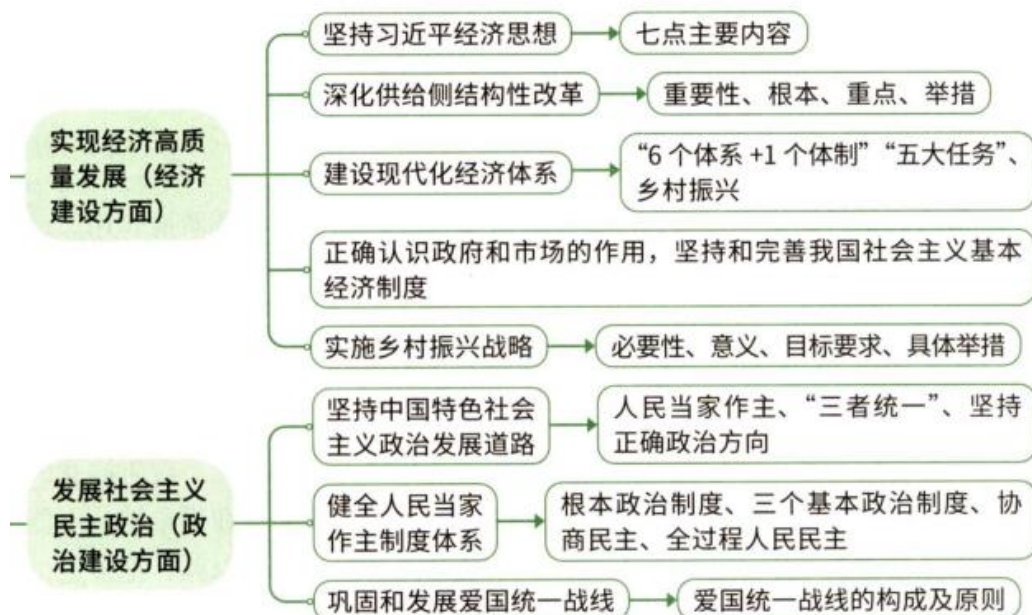 实现经济高质
量发展（经济
建设方面）
坚持习近平经济思想
七点主要内容
深化供给侧结构性改革
重要性、根本、重点、举措
建设现代化经济体系
“6 个体系 +1 个体制”“五大任务”、
乡村振兴
正确认识政府和市场的作用，坚持和完善我国社会主义基本
经济制度
实施乡村振兴战略
必要性、意义、目标要求、具体举措
发展社会主义
民主政治（政
治建设方面）
坚持中国特色社会
主义政治发展道路
人民当家作主、“三者统一”、坚持
正确政治方向
健全人民当家
作主制度体系
根本政治制度、三个基本政治制度、协
商民主、全过程人民民主
巩固和发展爱国统一战线
爱国统一战线的构成及原则